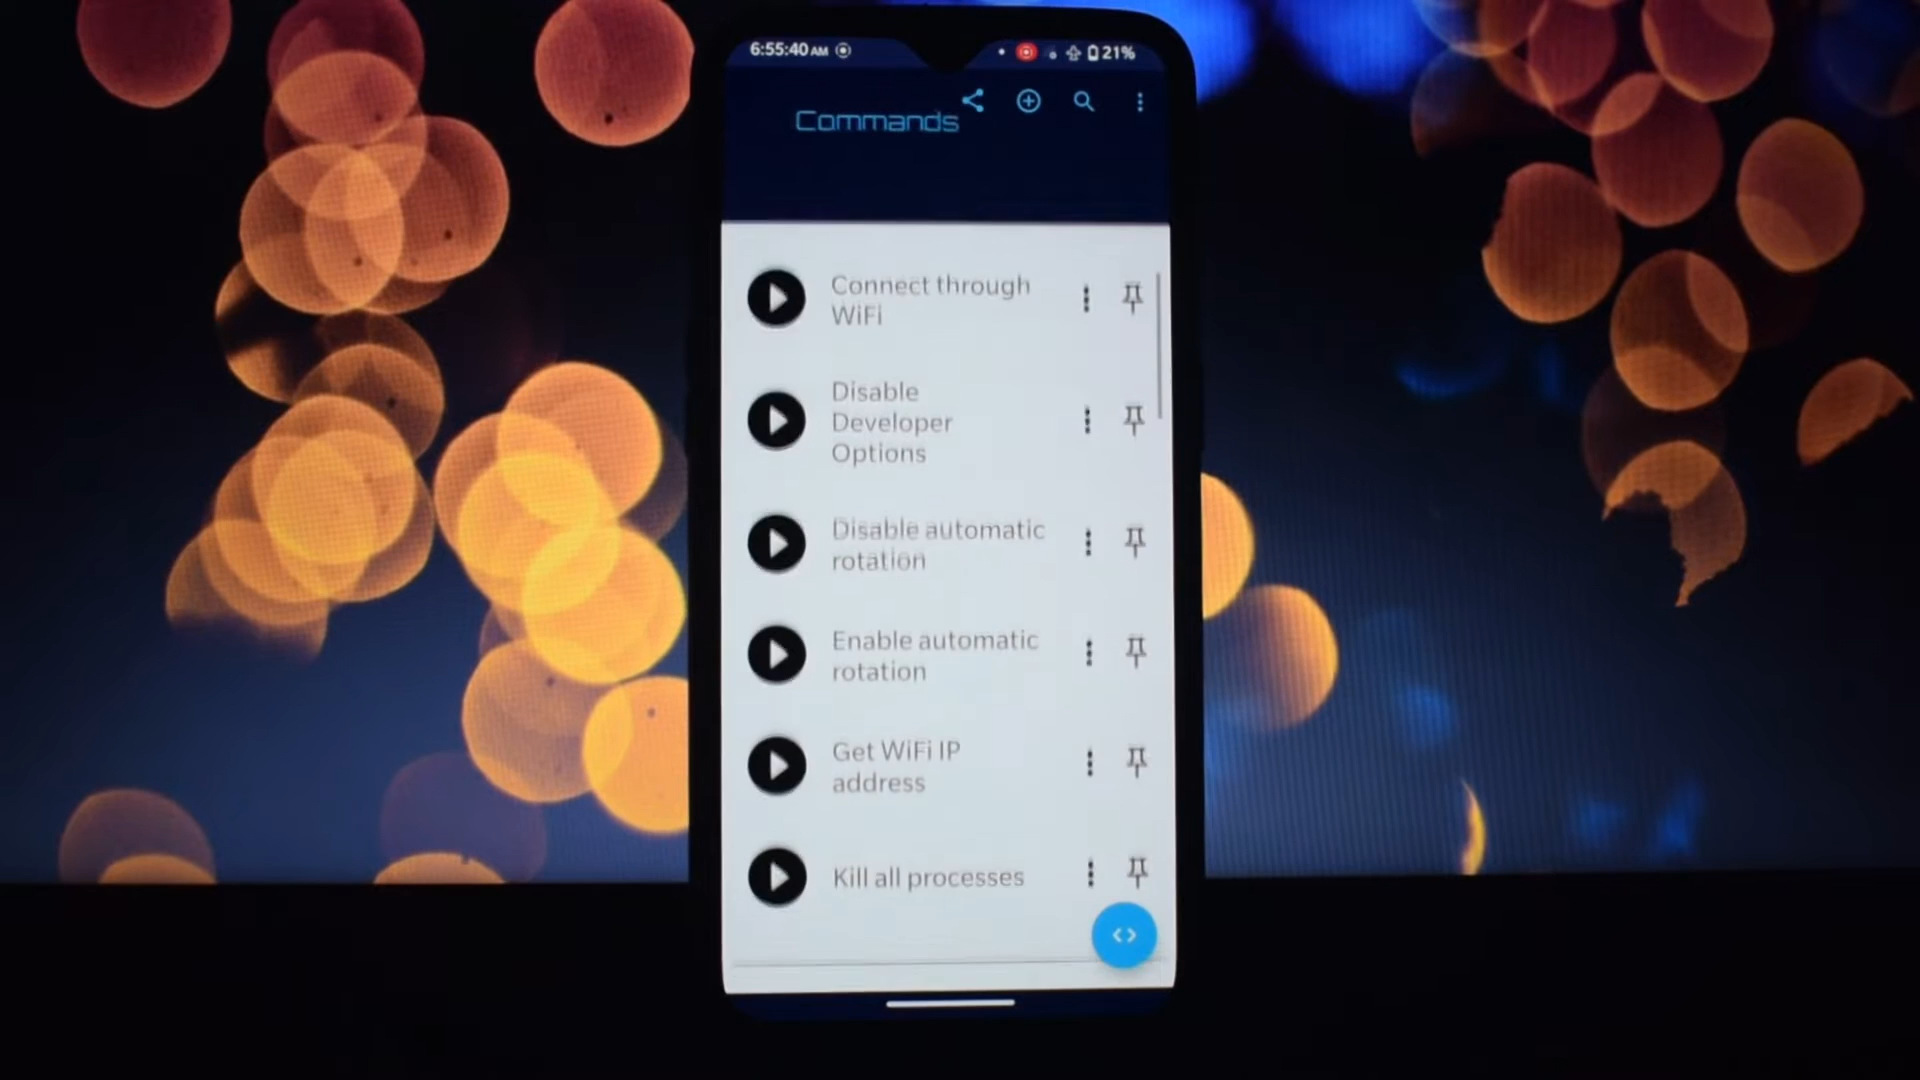 6:55:40 AM
21%
Commands
Connect through
WiFi
Disable
Developer
Options
Disable automatic
rotation
Enable automatic
rotation
Get WiFi IP
address
Kill all processes